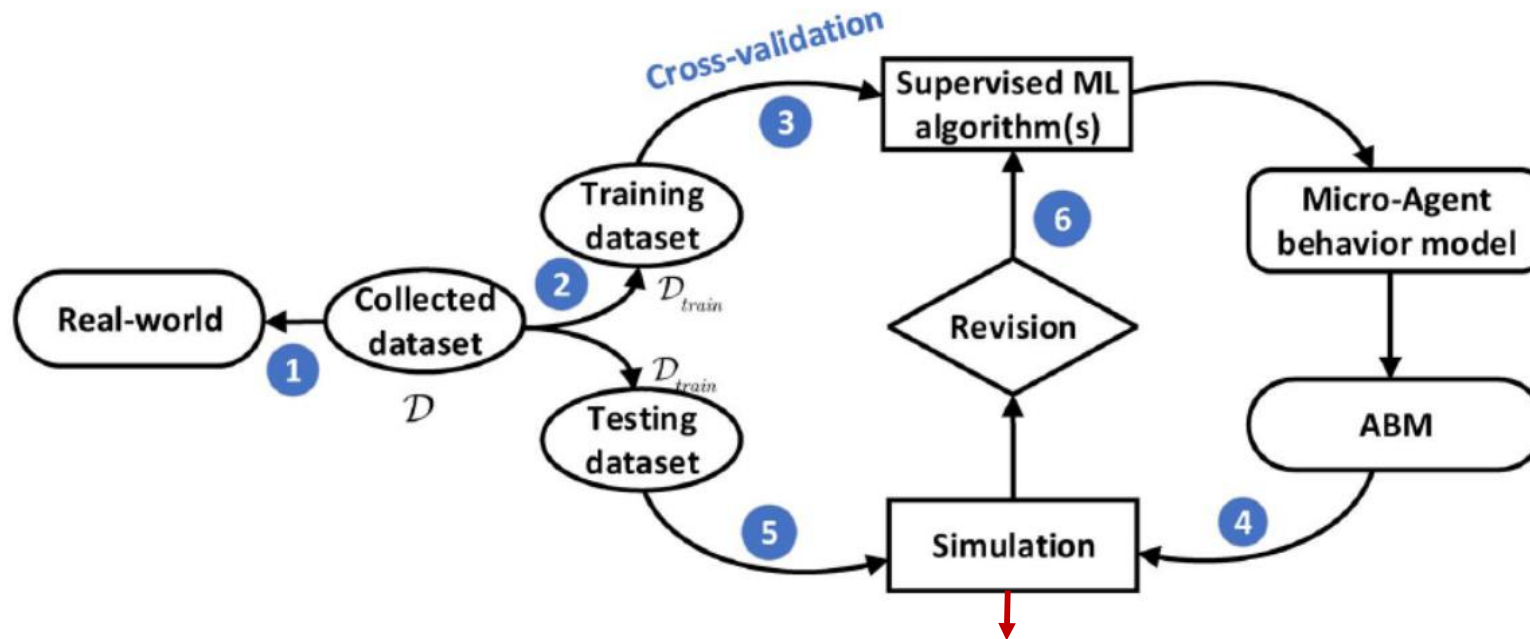 Cross-validation
3
Supervised ML
algorithm(s)
Training
dataset
6
Micro-Agent
behavior model
2
𝒟train
Real-world
Collected
dataset
Revision
1
𝒟
𝒟train
Testing
dataset
ABM
5
Simulation
4